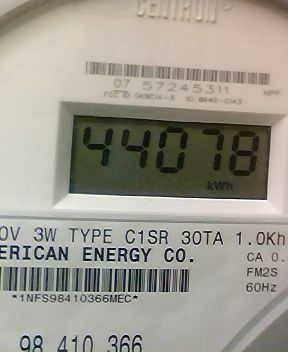 CENTRON®
07 57245311 HPP
44078
kWh
0V 3W TYPE C1SR 30TA 1.0Kh
ERICAN ENERGY CO. CA 0.
FM2S
60Hz
*1NFS98410366MEC*
98 410 366